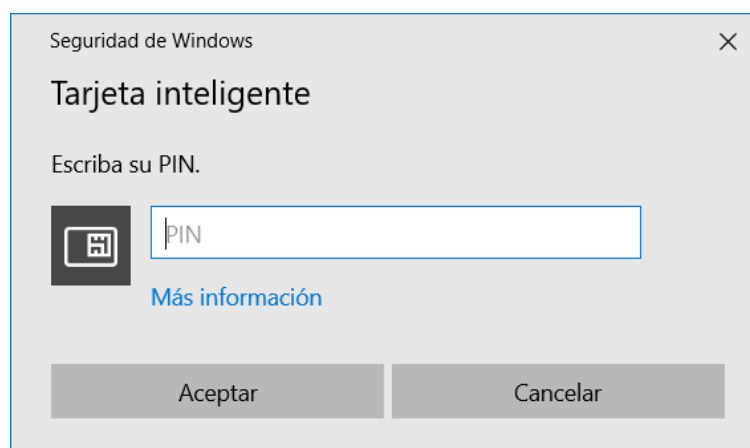 Seguridad de Windows
Tarjeta inteligente
Escriba su PIN.
PIN
Más información
Aceptar
Cancelar